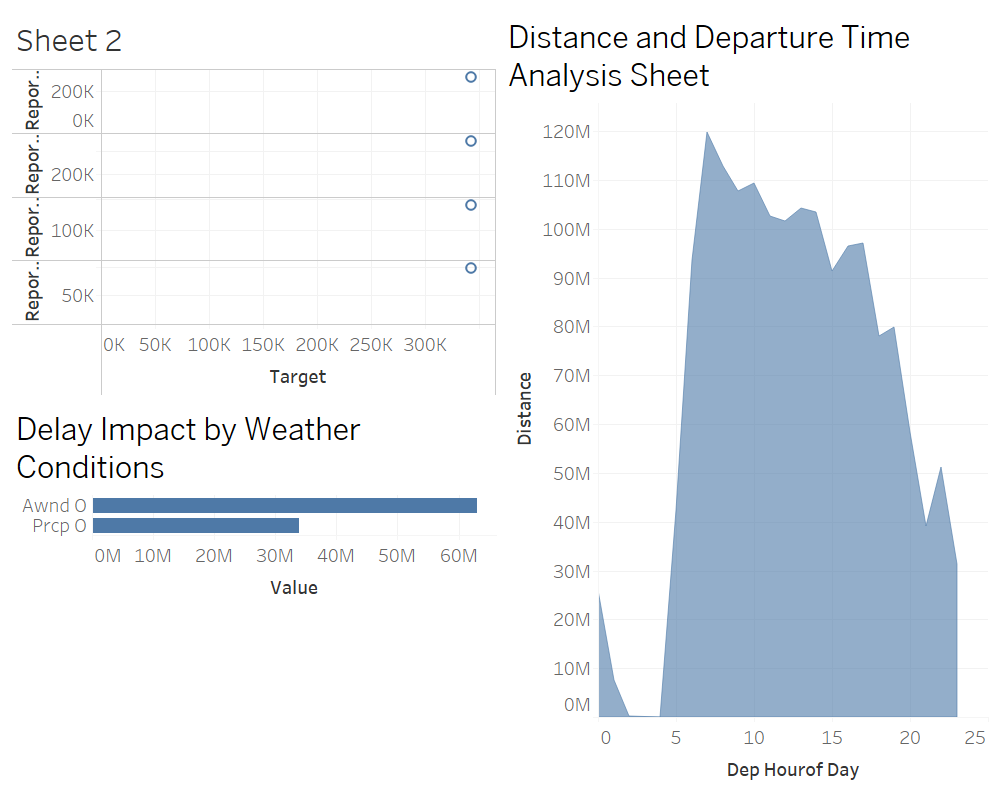 Sheet 2
Repor..
200K
0K
Repor..
200K
Repor..
100K
Repor..
50K
0K 50K 100K 150K 200K 250K 300K
Target
Delay Impact by Weather
Conditions
Awnd O
Prcp O
0M 10M 20M 30M 40M 50M 60M
Value
Distance and Departure Time
Analysis Sheet
Distance
120M
110M
100M
90M
80M
70M
60M
50M
40M
30M
20M
10M
0M
0 5 10 15 20 25
Dep Hourof Day